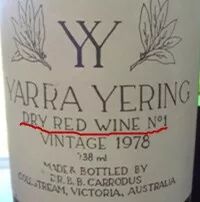 YY
YARRA YERING
DRY RED WINE Nº1
VINTAGE 1978
738 ml
MADE & BOTTLED BY
DR. B. B. CARRODUS
COLDSTREAM, VICTORIA, AUSTRALIA